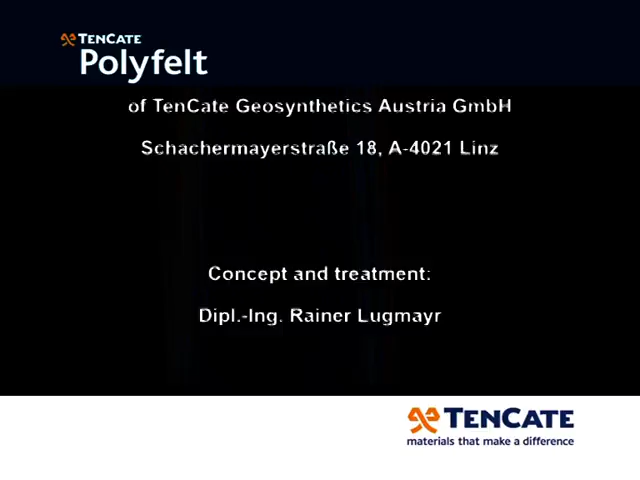 TENCATE
Polyfelt
of TenCate Geosynthetics Austria GmbH
Schachermayerstraße 18, A-4021 Linz
Concept and treatment:
Dipl.-Ing. Rainer Lugmayr
TENCATE
materials that make a difference